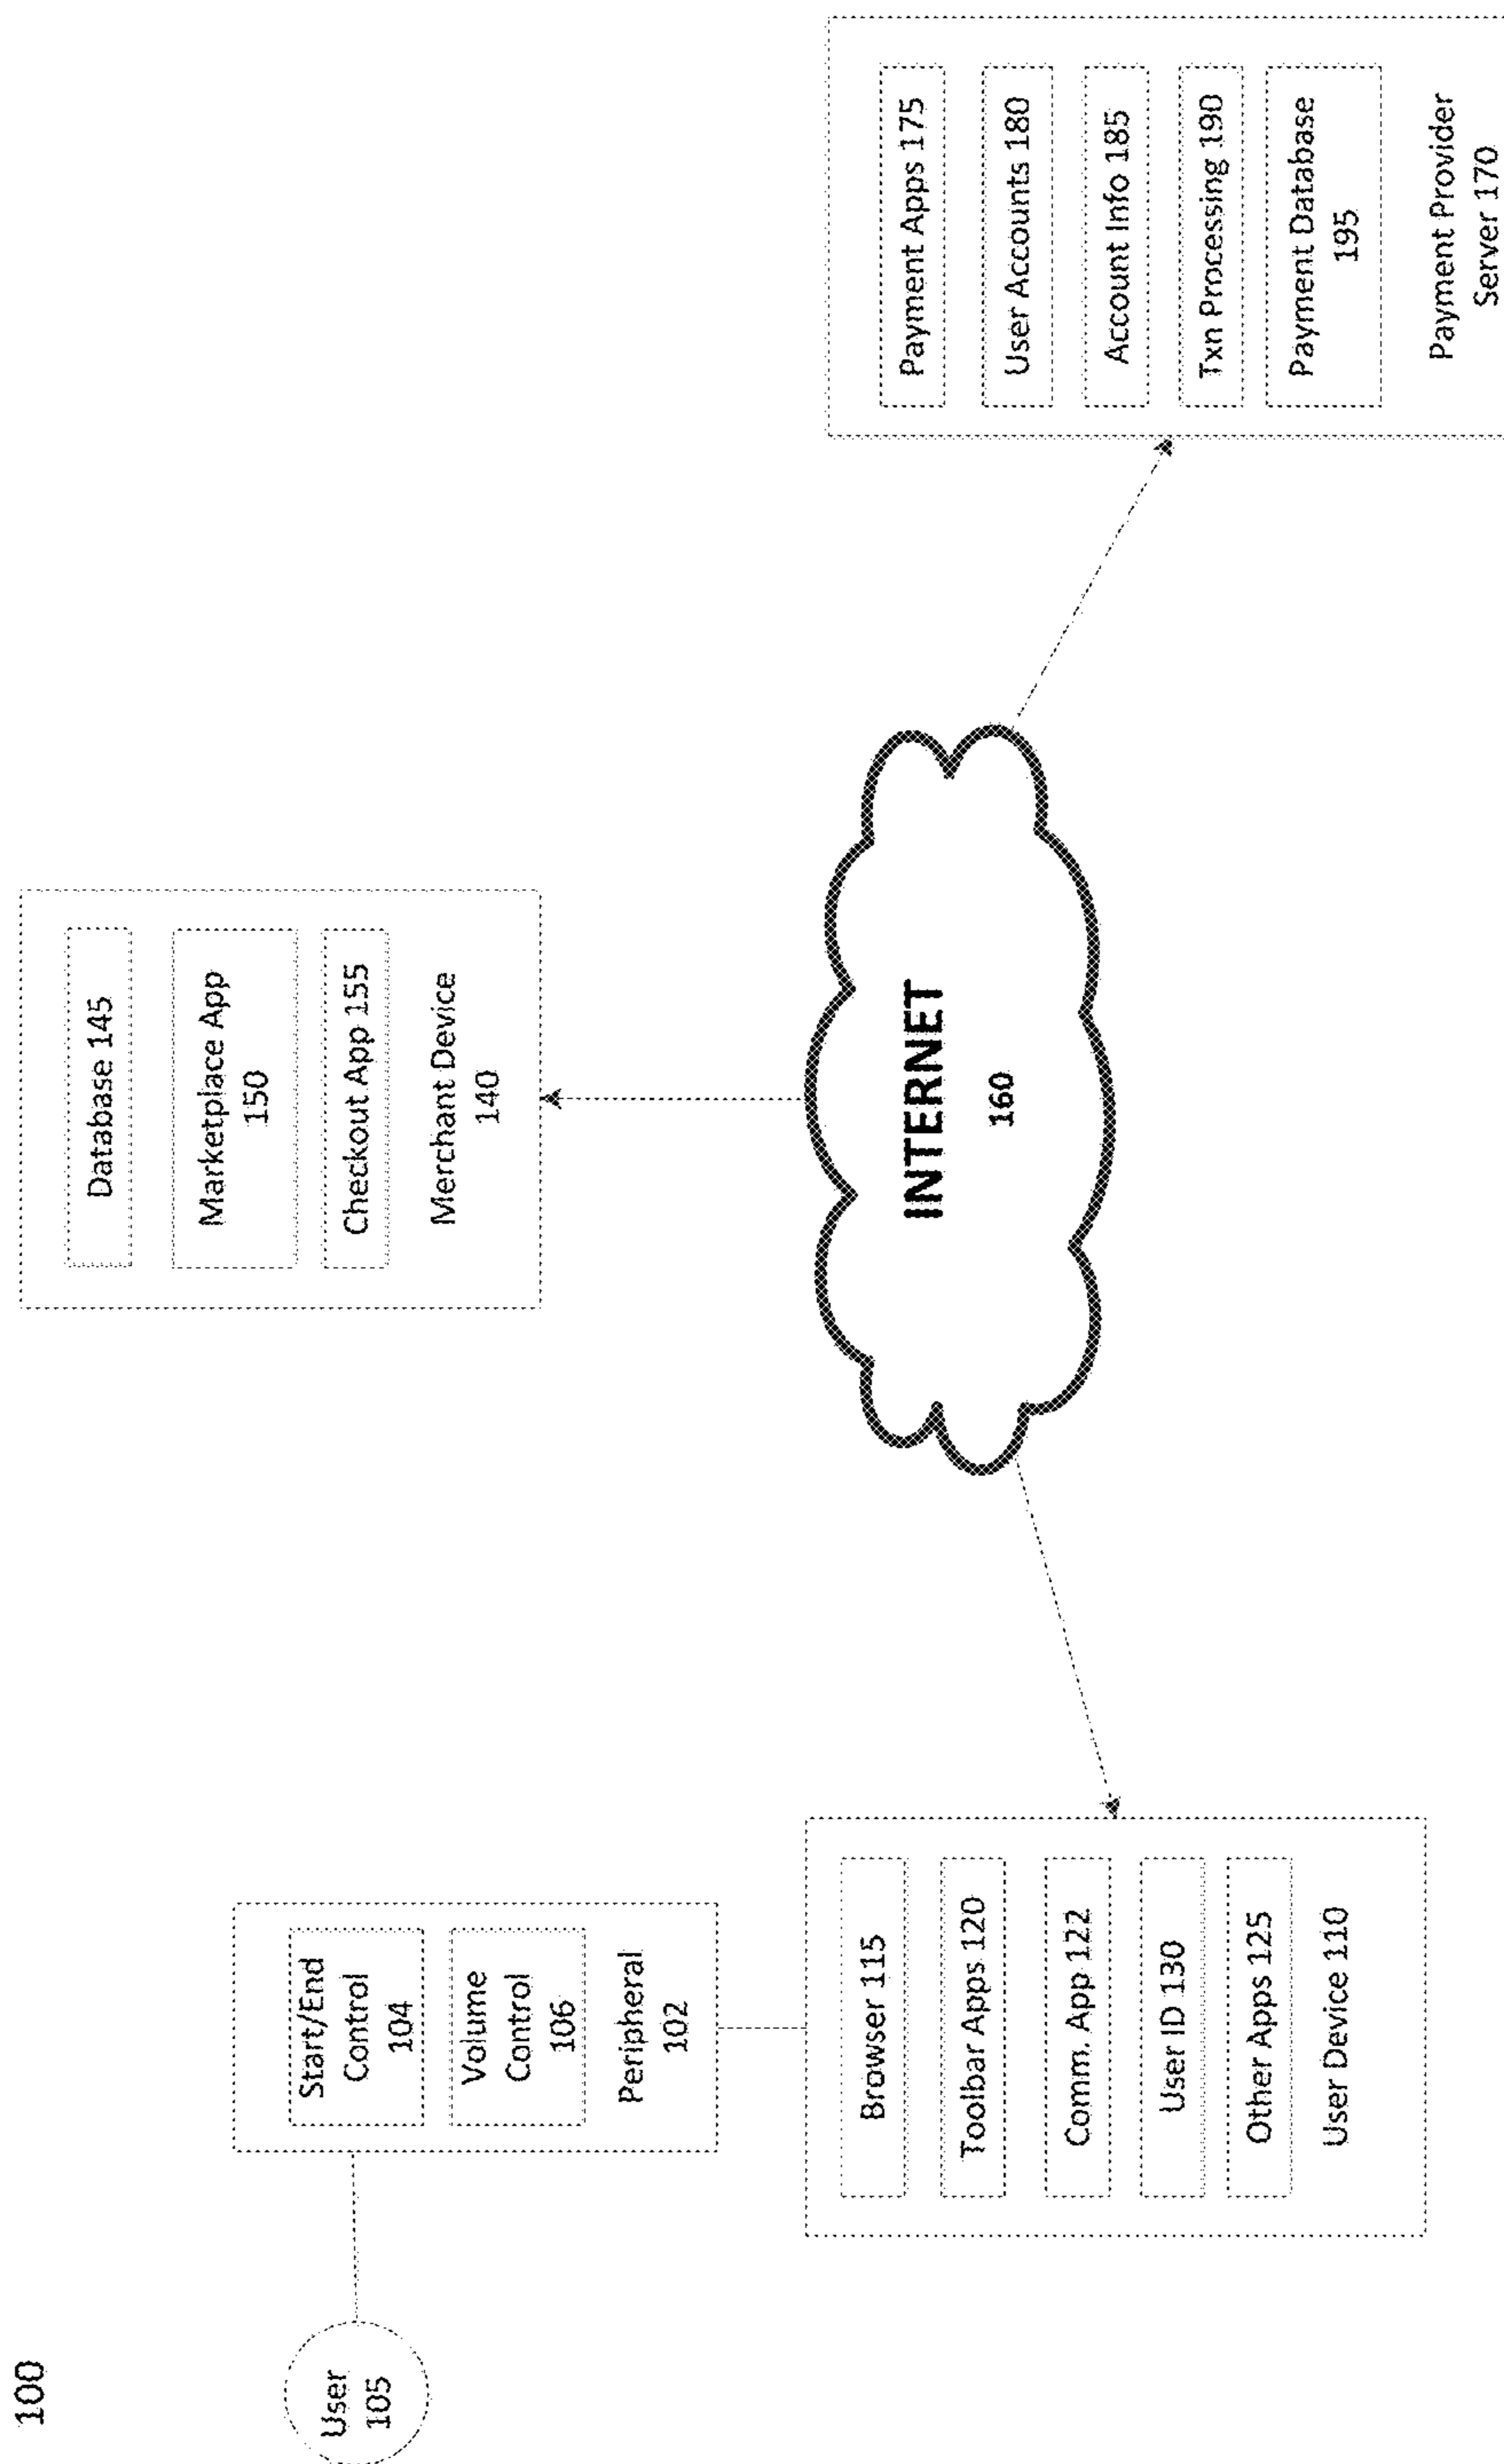 100
User
105
Start/End
Control
104
Volume
Control
106
Peripheral
102
Browser 115
Toolbar Apps 120
Comm. App 122
User ID 130
Other Apps 125
User Device 110
Database 145
Marketplace App
150
Checkout App 155
Merchant Device
140
INTERNET
160
Payment Apps 175
User Accounts 180
Account Info 185
Txn Processing 190
Payment Database
195
Payment Provider
Server 170